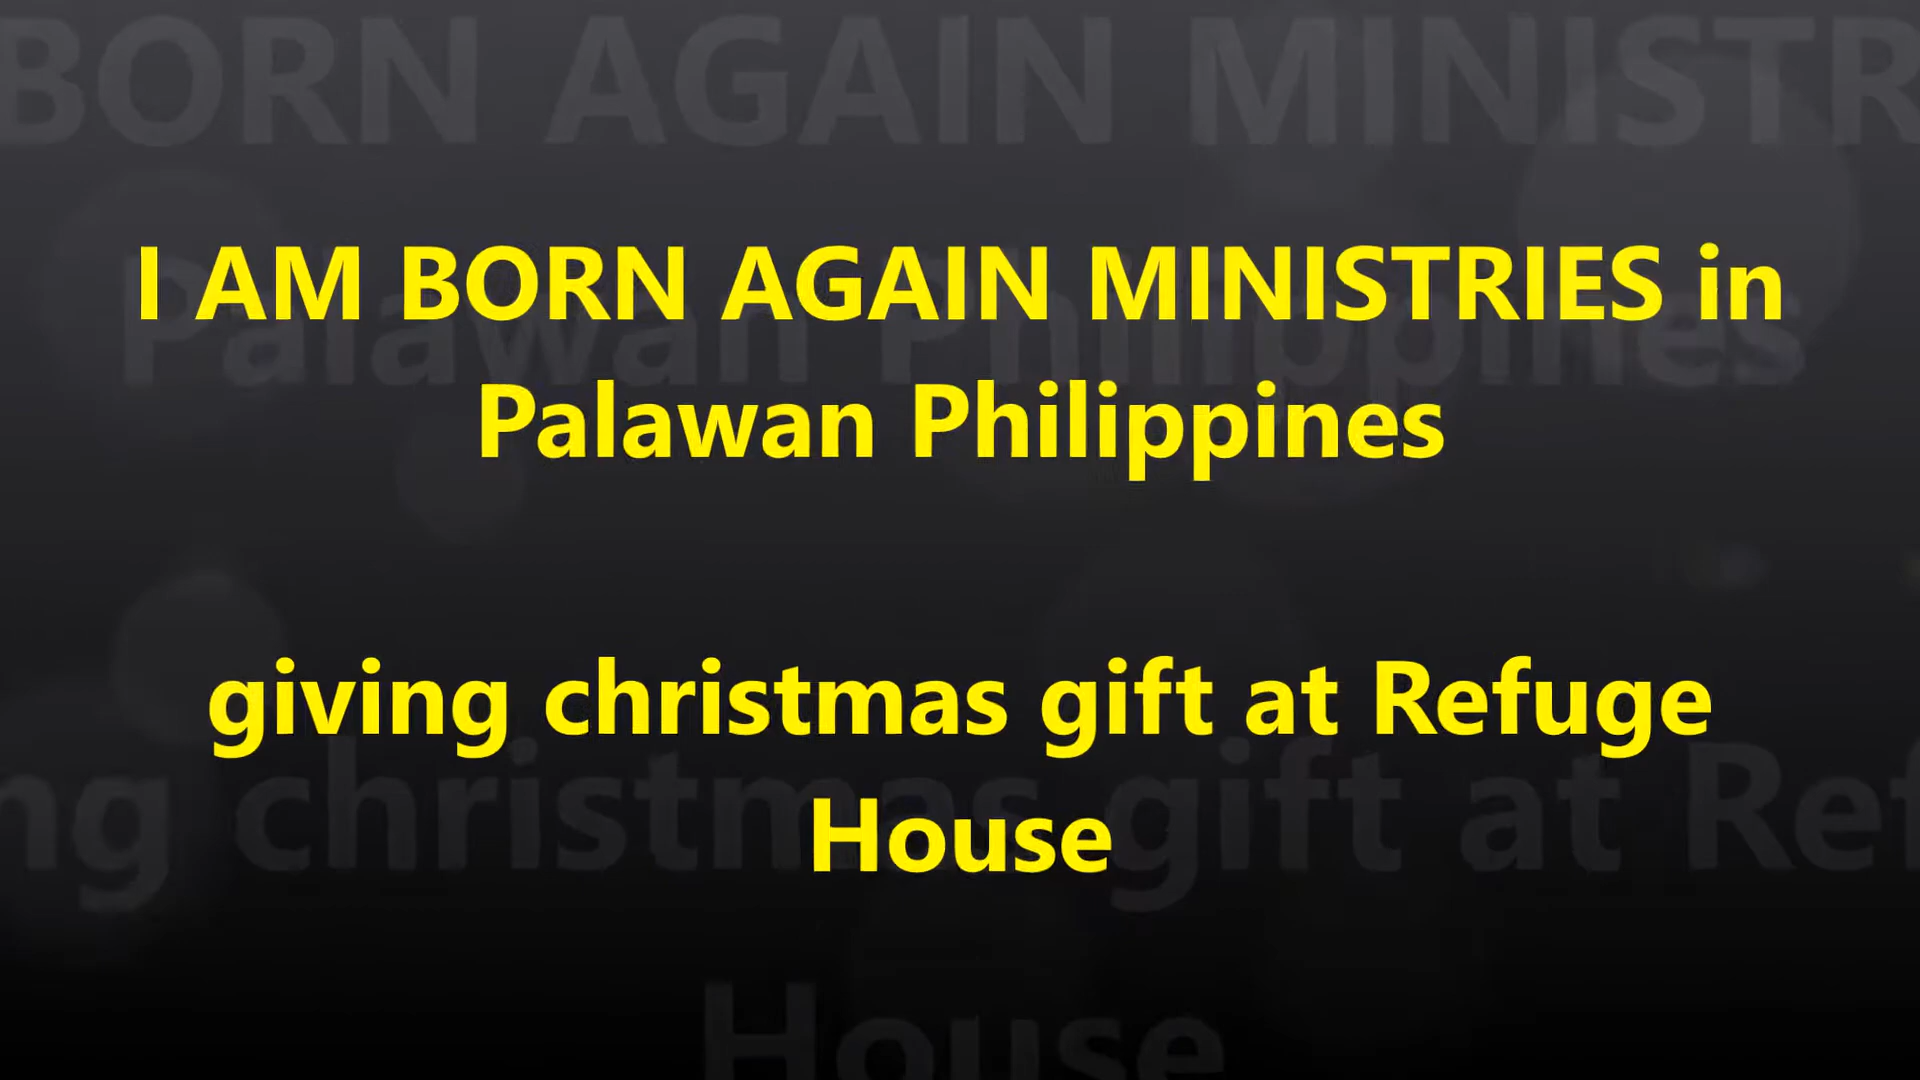 I AM BORN AGAIN MINISTRIES in
Palawan Philippines
giving christmas gift at Refuge
House